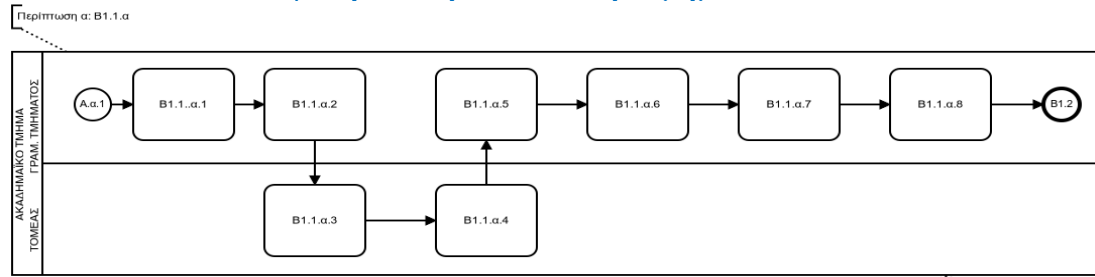 Περίπτωση α: Β1.1.α
ΑΚΑΔΗΜΑΪΚΟ ΤΜΗΜΑ
ΓΡΑΜ. ΤΜΗΜΑΤΟΣ
Α.α.1
Β1.1..α.1
Β1.1.α.2
Β1.1.α.5
Β1.1.α.6
Β1.1.α.7
Β1.1.α.8
Β1.2
ΤΟΜΕΑΣ
Β1.1.α.3
Β1.1.α.4